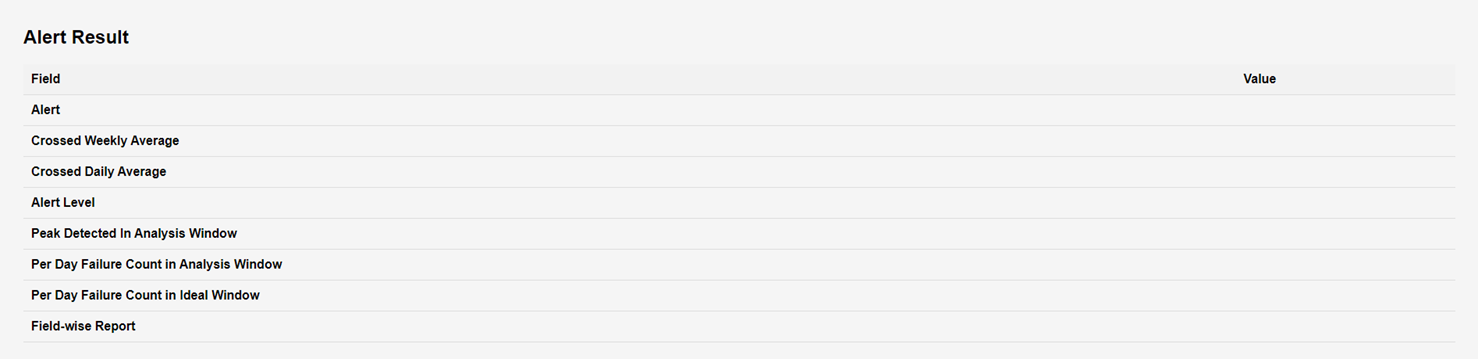 Alert Result
Field Value
Alert
Crossed Weekly Average
Crossed Daily Average
Alert Level
Peak Detected In Analysis Window
Per Day Failure Count in Analysis Window
Per Day Failure Count in Ideal Window
Field-wise Report